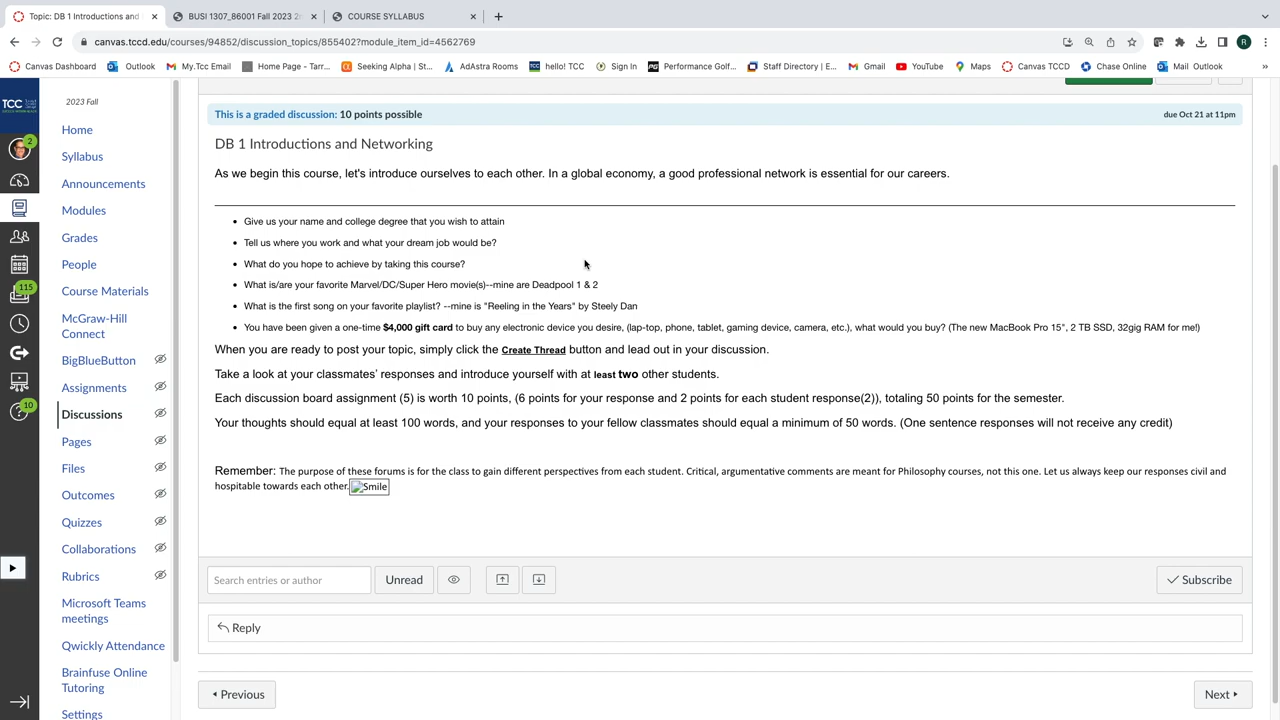 Topic: DB 1 Introductions and
BUSI 1307_86001 Fall 2023 2
COURSE SYLLABUS
canvas.tccd.edu/courses/94852/discussion_topics/855402?module_item_id=4562769
R
Canvas Dashboard
Outlook
My.Tcc Email
Home Page - Tarr...
Seeking Alpha | St...
AdAstra Rooms
hello! TCC
Sign In
Performance Golf...
Staff Directory | E...
Gmail
YouTube
Maps
Canvas TCCD
Chase Online
Mail Outlook
»
TCC
2
115
10
2023 Fall
Home
Syllabus
Announcements
Modules
Grades
People
Course Materials
McGraw-Hill
Connect
BigBlueButton
Assignments
Discussions
Pages
Files
Outcomes
Quizzes
Collaborations
Rubrics
Microsoft Teams
meetings
Qwickly Attendance
Brainfuse Online
Tutoring
Settings
This is a graded discussion: 10 points possible
due Oct 21 at 11pm
DB 1 Introductions and Networking
As we begin this course, let's introduce ourselves to each other. In a global economy, a good professional network is essential for our careers.
• Give us your name and college degree that you wish to attain
• Tell us where you work and what your dream job would be?
• What do you hope to achieve by taking this course?
• What is/are your favorite Marvel/DC/Super Hero movie(s)--mine are Deadpool 1 & 2
• What is the first song on your favorite playlist? --mine is "Reeling in the Years" by Steely Dan
• You have been given a one-time $4,000 gift card to buy any electronic device you desire, (lap-top, phone, tablet, gaming device, camera, etc.), what would you buy? (The new MacBook Pro 15", 2 TB SSD, 32gig RAM for me!)
When you are ready to post your topic, simply click the Create Thread button and lead out in your discussion.
Take a look at your classmates' responses and introduce yourself with at least two other students.
Each discussion board assignment (5) is worth 10 points, (6 points for your response and 2 points for each student response(2)), totaling 50 points for the semester.
Your thoughts should equal at least 100 words, and your responses to your fellow classmates should equal a minimum of 50 words. (One sentence responses will not receive any credit)
Remember: The purpose of these forums is for the class to gain different perspectives from each student. Critical, argumentative comments are meant for Philosophy courses, not this one. Let us always keep our responses civil and
hospitable towards each other. Smile
Search entries or author
Unread
Subscribe
Reply
Previous
Next